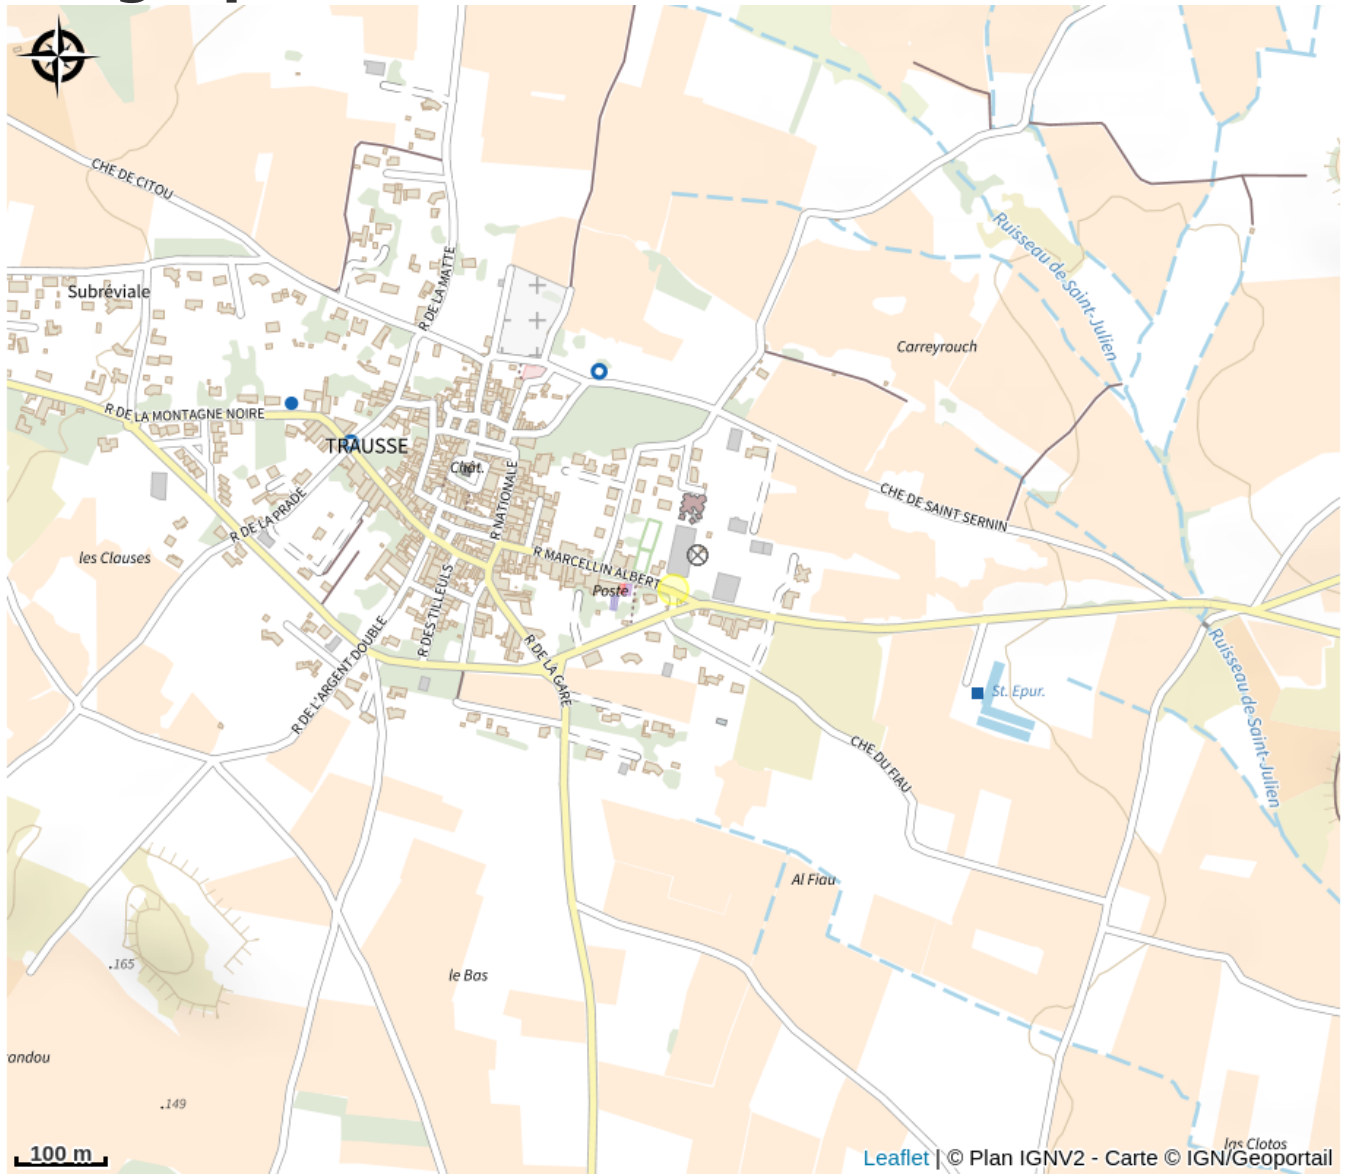 CHE DE CITOU
Subreviale
R DE LA MATTE
Ruisseau de Saint-Julien
Carreyrouch
R DE LA MONTAGNE NOIRE
TRAUSSE
Chât.
R NATIONALE
CHE DE SAINT SERNIN
R DE LA PRADE
les Clauses
R MARCELLIN ALBERT
Poste
R DES TILLEULS
R DE L'ARGENT DOUBLE
R DE LA GARE
St. Epur.
Ruisseau de Saint-Julien
CHE DU FIAU
Al Fiau
.165
le Bas
andou
.149
las Clotos
100 m
Leaflet | © Plan IGNV2 - Carte © IGN/Geoportail